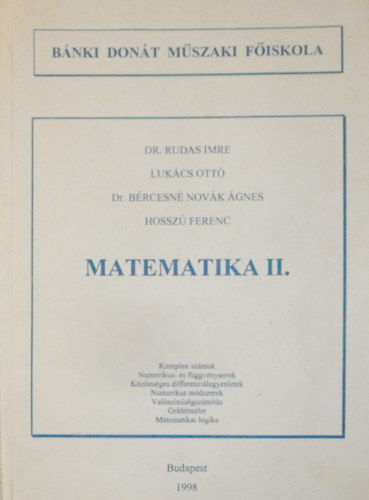 BÁNKI DONÁT MŰSZAKI FŐISKOLA
DR. RUDAS IMRE
LUKÁCS OTTÓ
Dr. BÉRCESNÉ NOVÁK ÁGNES
HOSSZÚ FERENC
MATEMATIKA II.
Komplex számok
Numerikus- és függvénysorok
Közönséges differenciálegyenletek
Numerikus módszerek
Valószínűségszámítás
Gráfelmélet
Matematikai logika
Budapest
1998